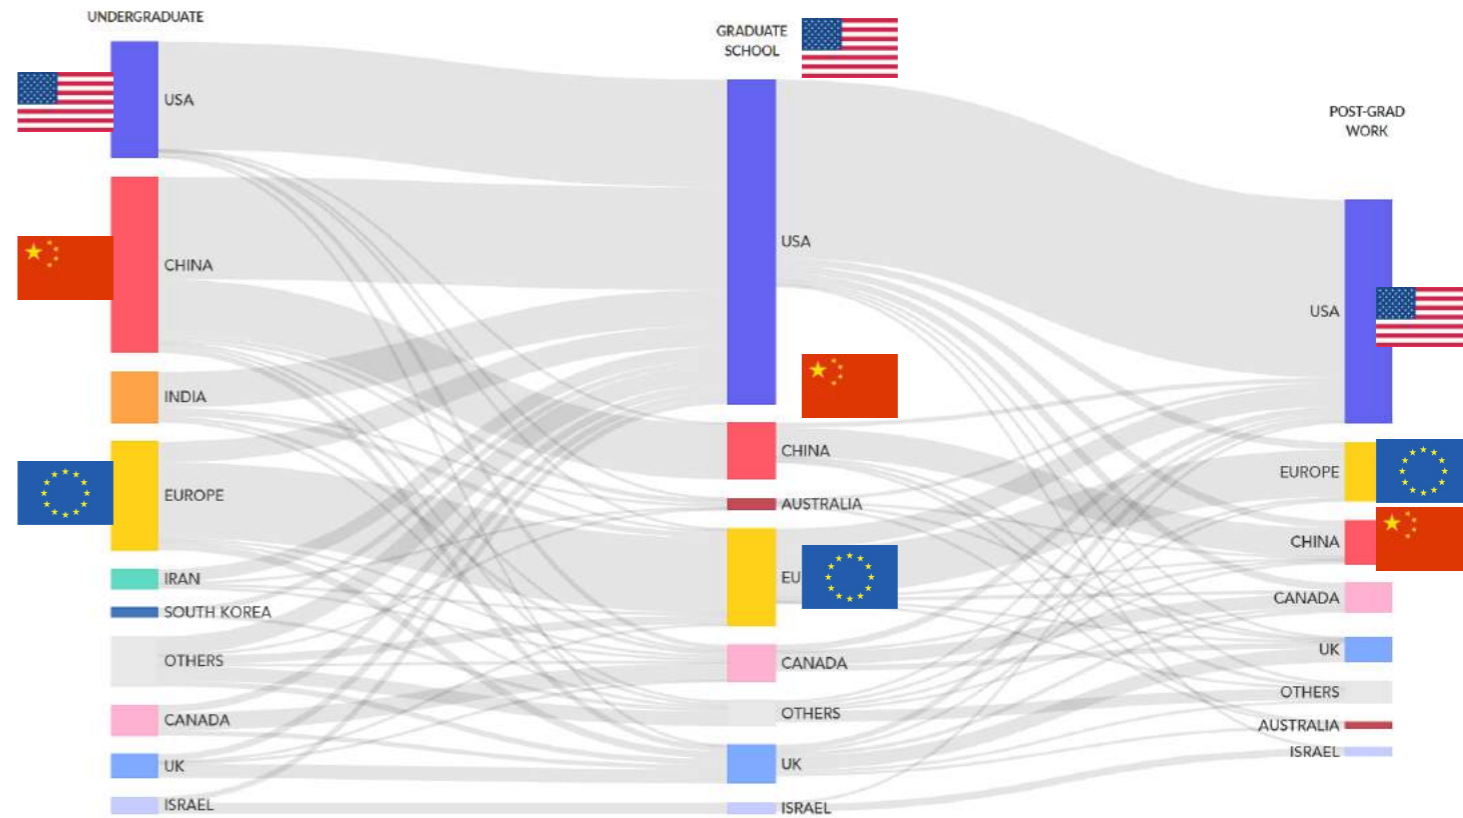 UNDERGRADUATE
USA
CHINA
INDIA
EUROPE
IRAN
SOUTH KOREA
OTHERS
CANADA
UK
ISRAEL
GRADUATE
SCHOOL
USA
CHINA
AUSTRALIA
EU
CANADA
OTHERS
UK
ISRAEL
POST-GRAD
WORK
USA
EUROPE
CHINA
CANADA
UK
OTHERS
AUSTRALIA
ISRAEL